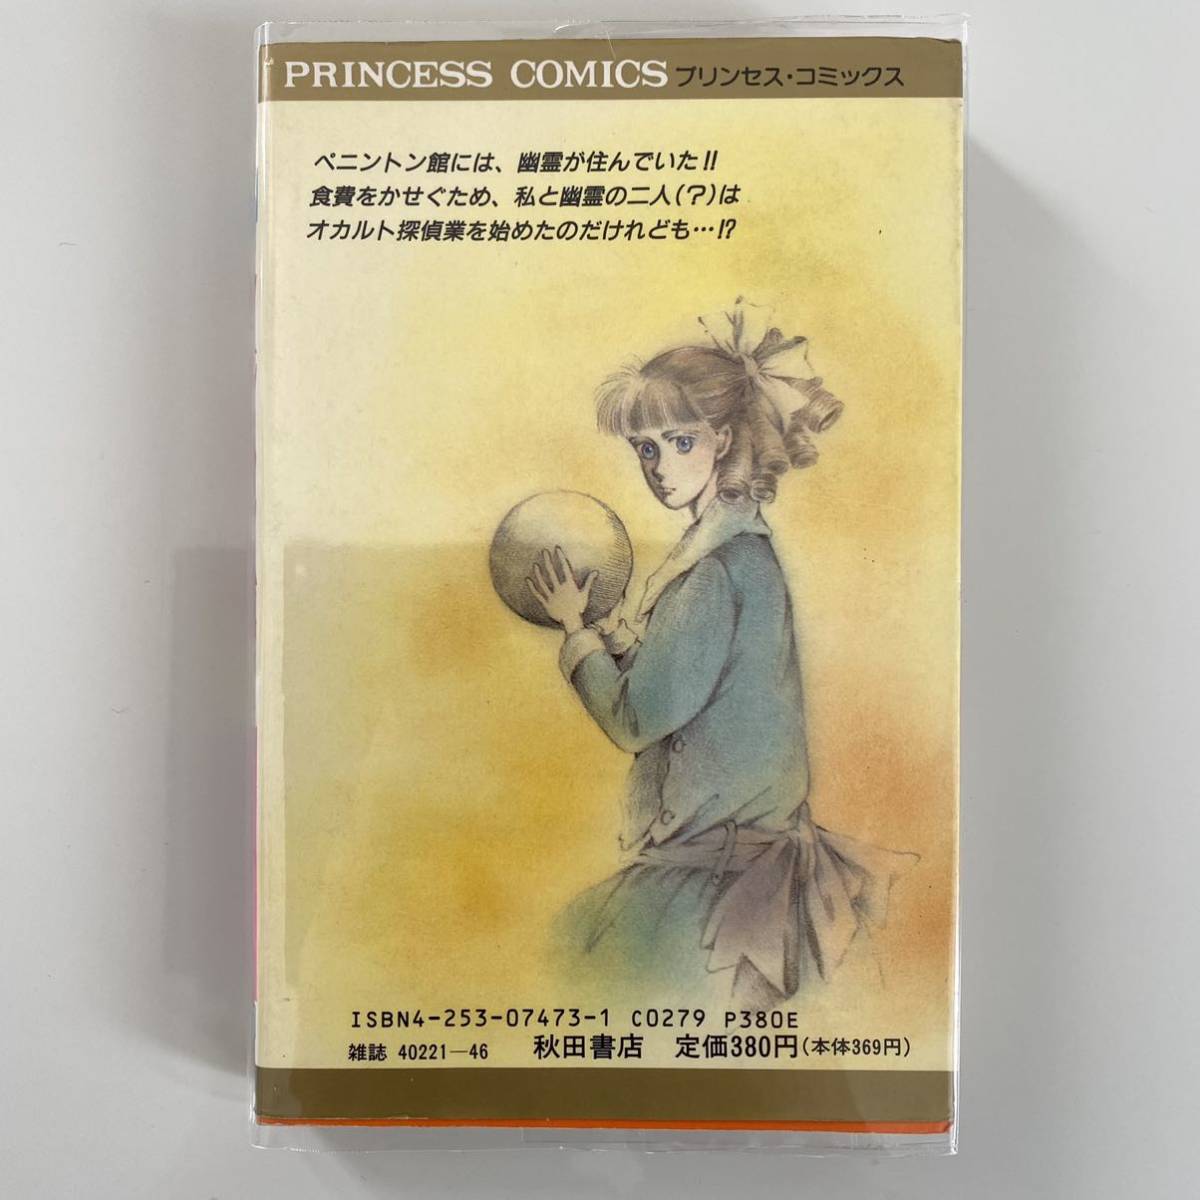 PRINCESS COMICS プリンセス・コミックス
ペニントン館には、幽霊が住んでいた!!
食費をかせぐため、私と幽霊の二人(?)は
オカルト探偵業を始めたのだけれども…!?
ISBN4-253-07473-1 C0279 P380E
雑誌 40221—46 秋田書店 定価380円(本体369円)